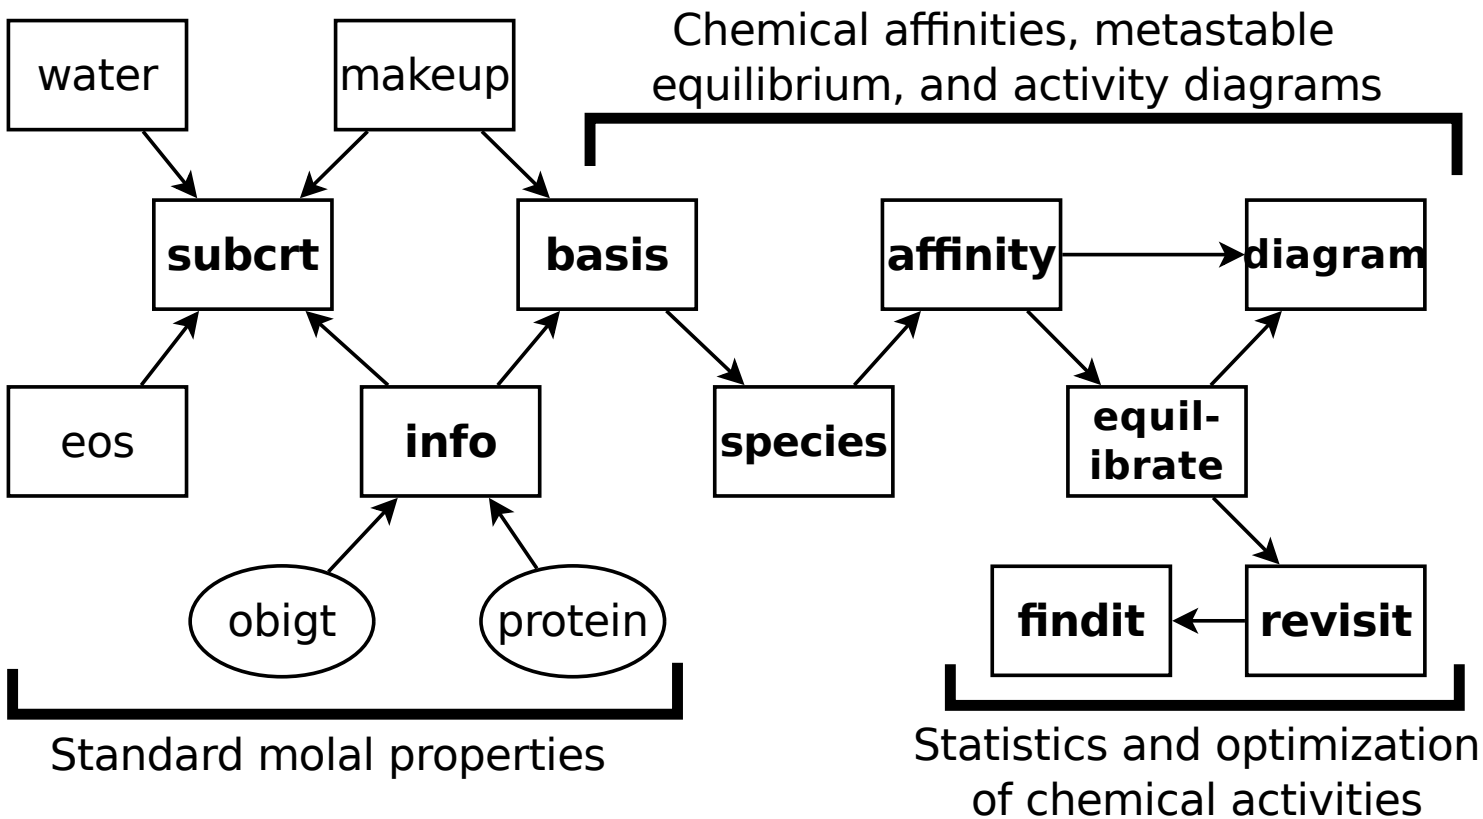 Chemical affinities, metastable
equilibrium, and activity diagrams
water
makeup
subcrt
basis
affinity
diagram
eos
info
species
equil-
ibrate
obigt
protein
findit
revisit
Standard molal properties
Statistics and optimization
of chemical activities